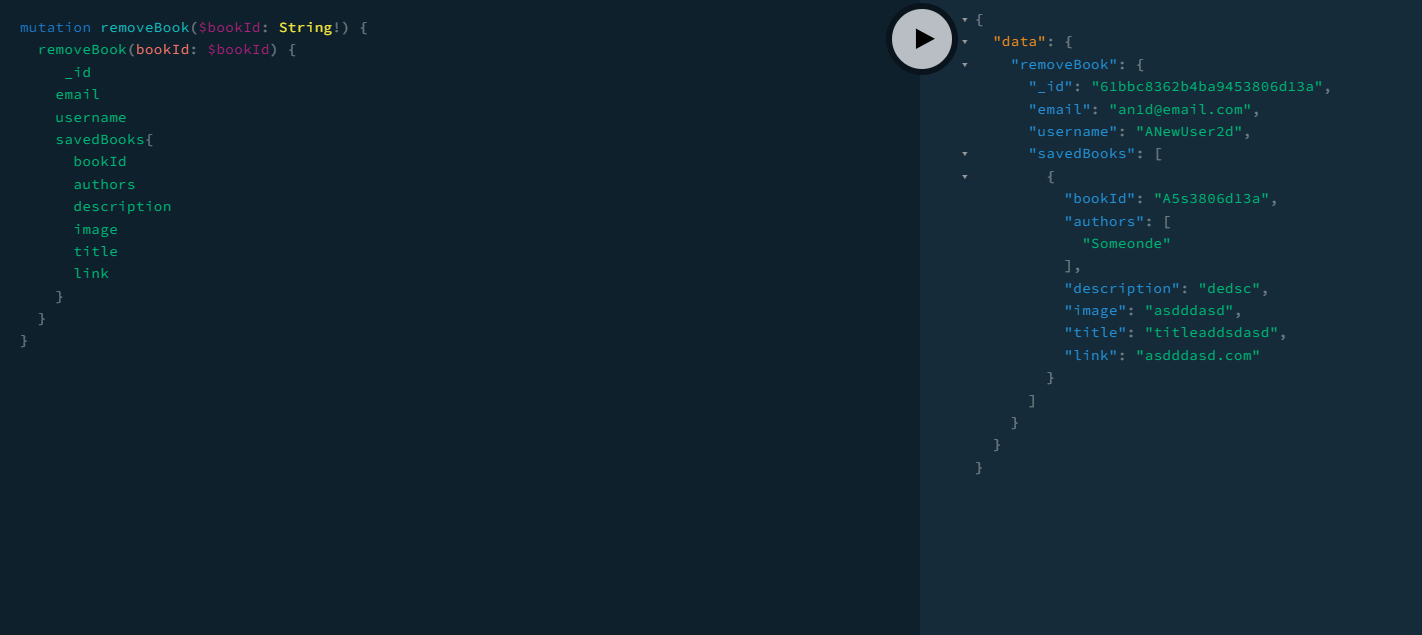 mutation removeBook($bookId: String!) {
  removeBook(bookId: $bookId) {
     _id
    email
    username
    savedBooks{
      bookId
      authors
      description
      image
      title
      link
    }
  }
}
{
  "data": {
    "removeBook": {
      "_id": "61bbc8362b4ba9453806d13a",
      "email": "an1d@email.com",
      "username": "ANewUser2d",
      "savedBooks": [
        {
          "bookId": "A5s3806d13a",
          "authors": [
            "Someonde"
          ],
          "description": "dedsc",
          "image": "asdddasd",
          "title": "titleaddsdasd",
          "link": "asdddasd.com"
        }
      ]
    }
  }
}